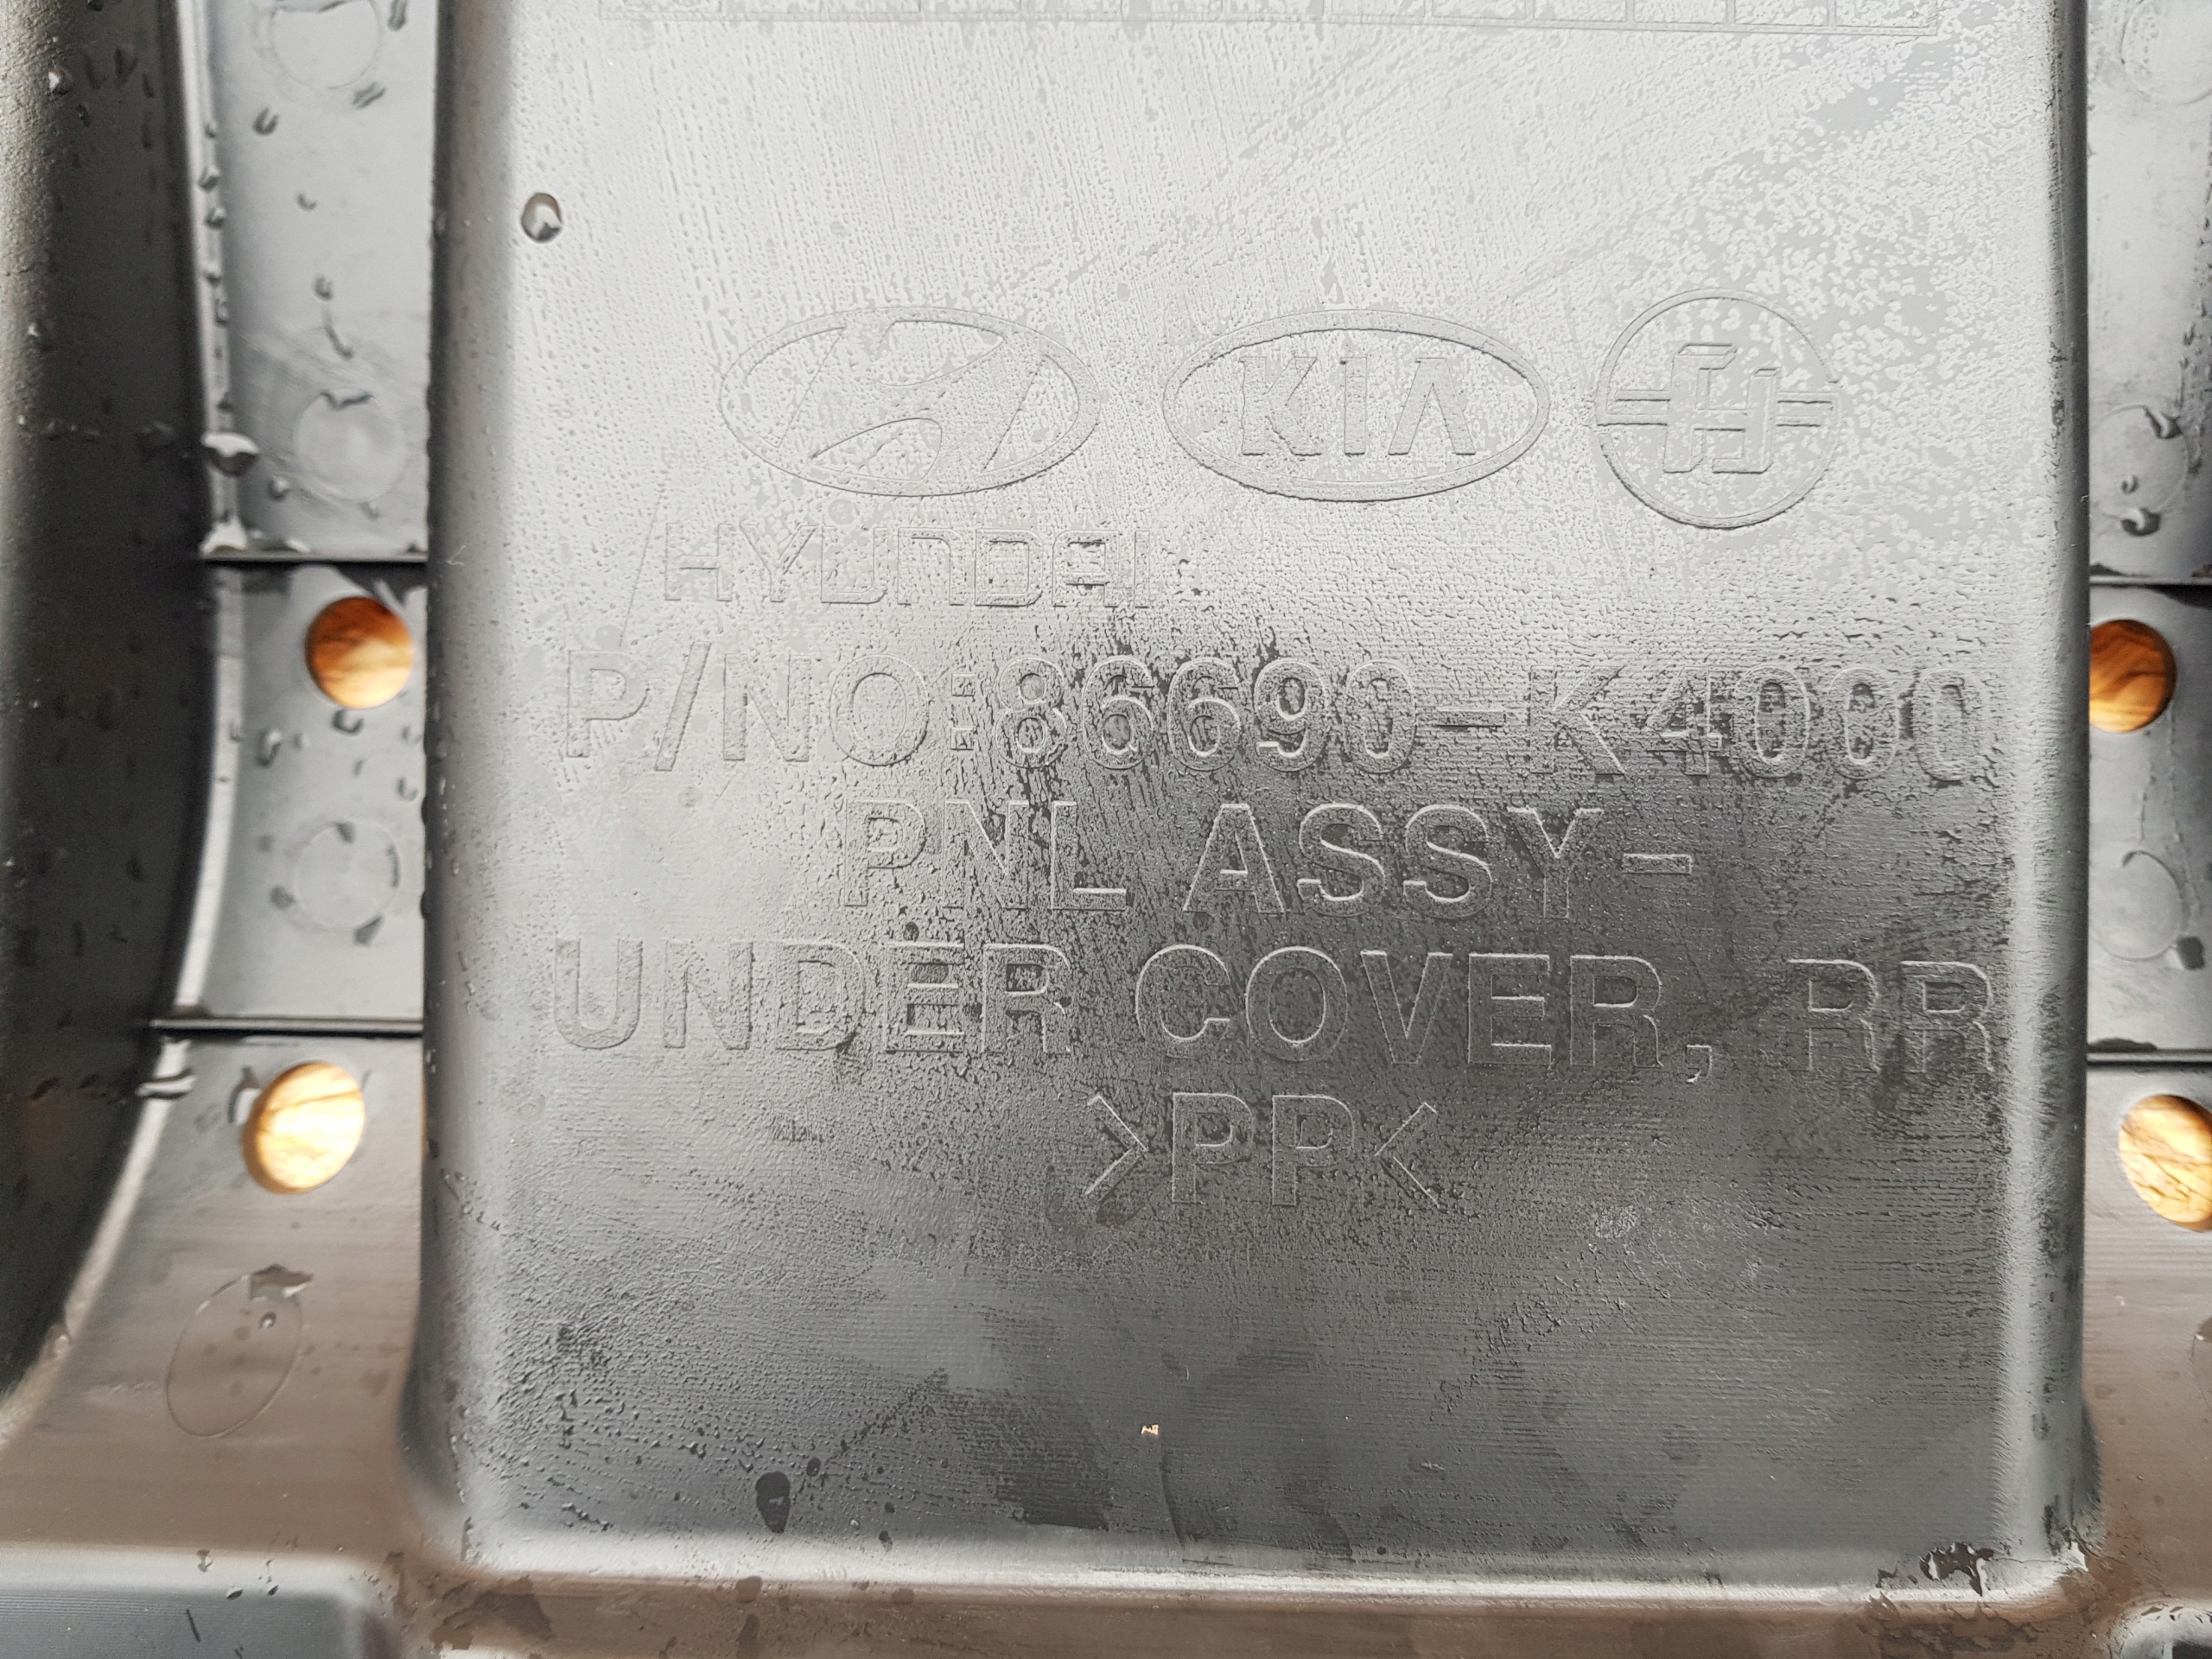 KIA
HYUNDAI
P/NO:86690-K4000
PNL ASSY-
UNDER COVER, RR
>PP<